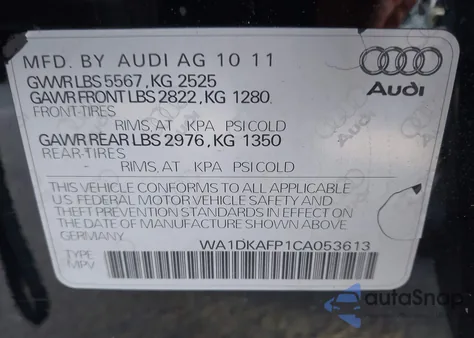 MFD. BY AUDI AG 10 11
GVWR LBS 5567, KG 2525
GAWR FRONT LBS 2822, KG 1280.
FRONT-TIRES
- RIMS, AT KPA PSI COLD
GAWR REAR LBS 2976, KG 1350
REAR-TIRES
- RIMS, AT KPA PSI COLD
Audi
THIS VEHICLE CONFORMS TO ALL APPLICABLE
U.S. FEDERAL MOTOR VEHICLE SAFETY AND
THEFT PREVENTION STANDARDS IN EFFECT ON
THE DATE OF MANUFACTURE SHOWN ABOVE.
WA1DKAFP1CA053613
TYPE
MPV
autoSnap